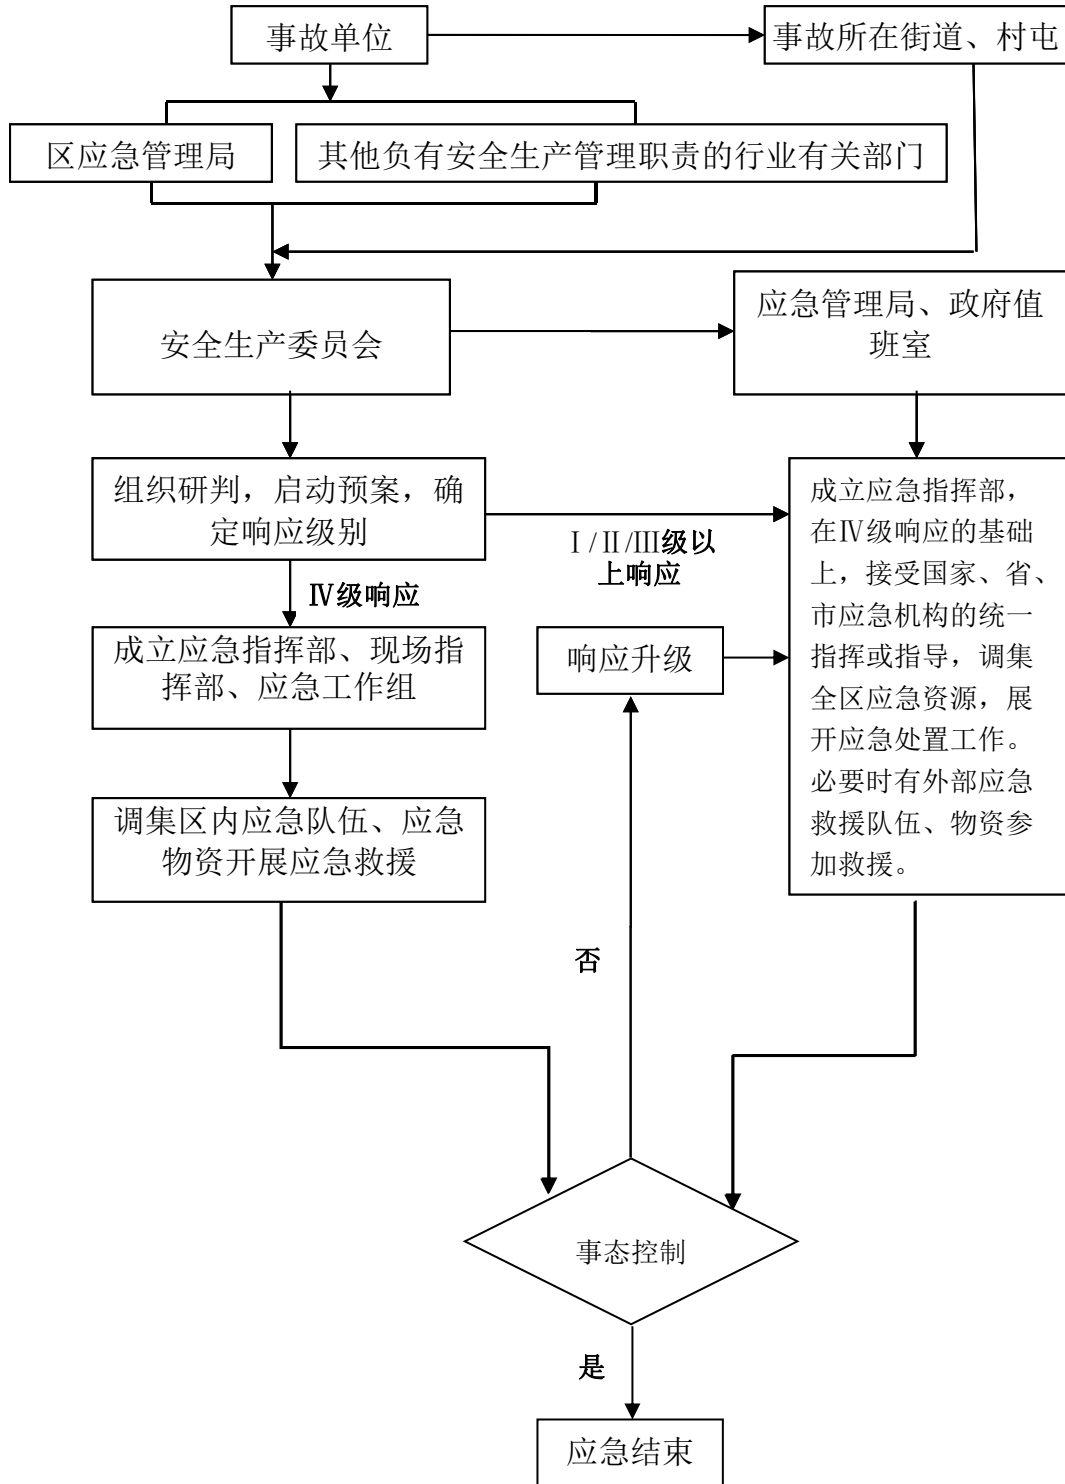 事故单位
事故所在街道、村屯
区应急管理局
其他负有安全生产管理职责的行业有关部门
安全生产委员会
应急管理局、政府值
班室
组织研判，启动预案，确
定响应级别
Ⅰ/Ⅱ/Ⅲ级以
上响应
成立应急指挥部，
在Ⅳ级响应的基础
上，接受国家、省、
市应急机构的统一
指挥或指导，调集
全区应急资源，展
开应急处置工作。
必要时有外部应急
救援队伍、物资参
加救援。
Ⅳ级响应
成立应急指挥部、现场指
挥部、应急工作组
响应升级
调集区内应急队伍、应急
物资开展应急救援
否
事态控制
是
应急结束